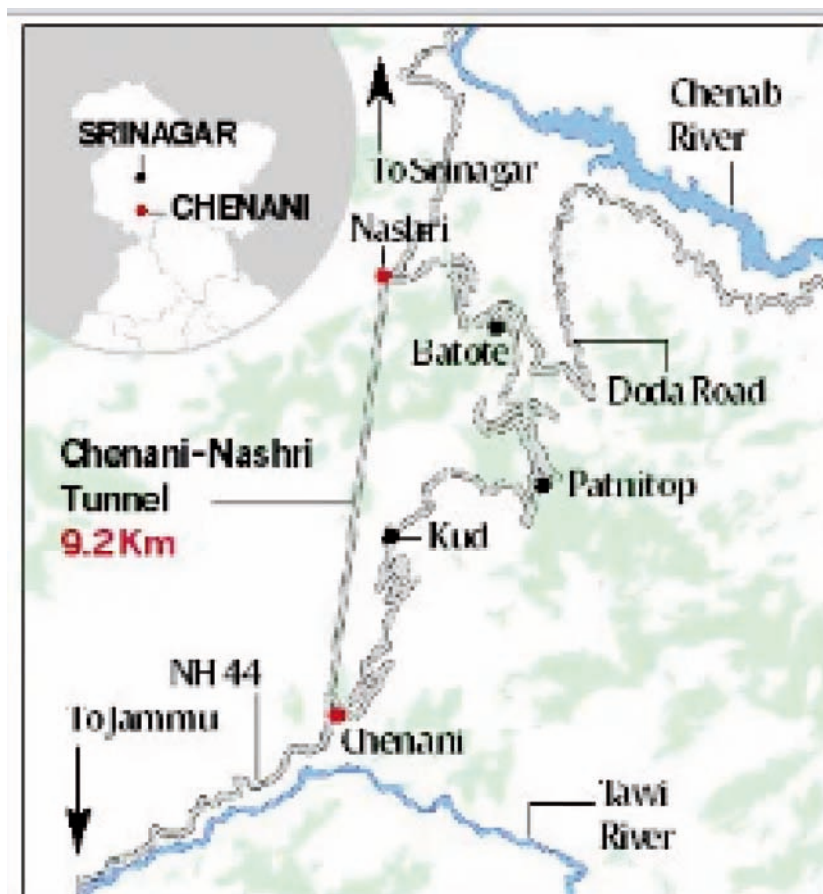 SRINAGAR
CHENANI
To Srinagar
Nashri
Chenab
River
Batote
Doda Road
Chenani-Nashri
Tunnel
9.2 Km
Patnitop
Kud
NH 44
To Jammu
Chenani
Tawi
River